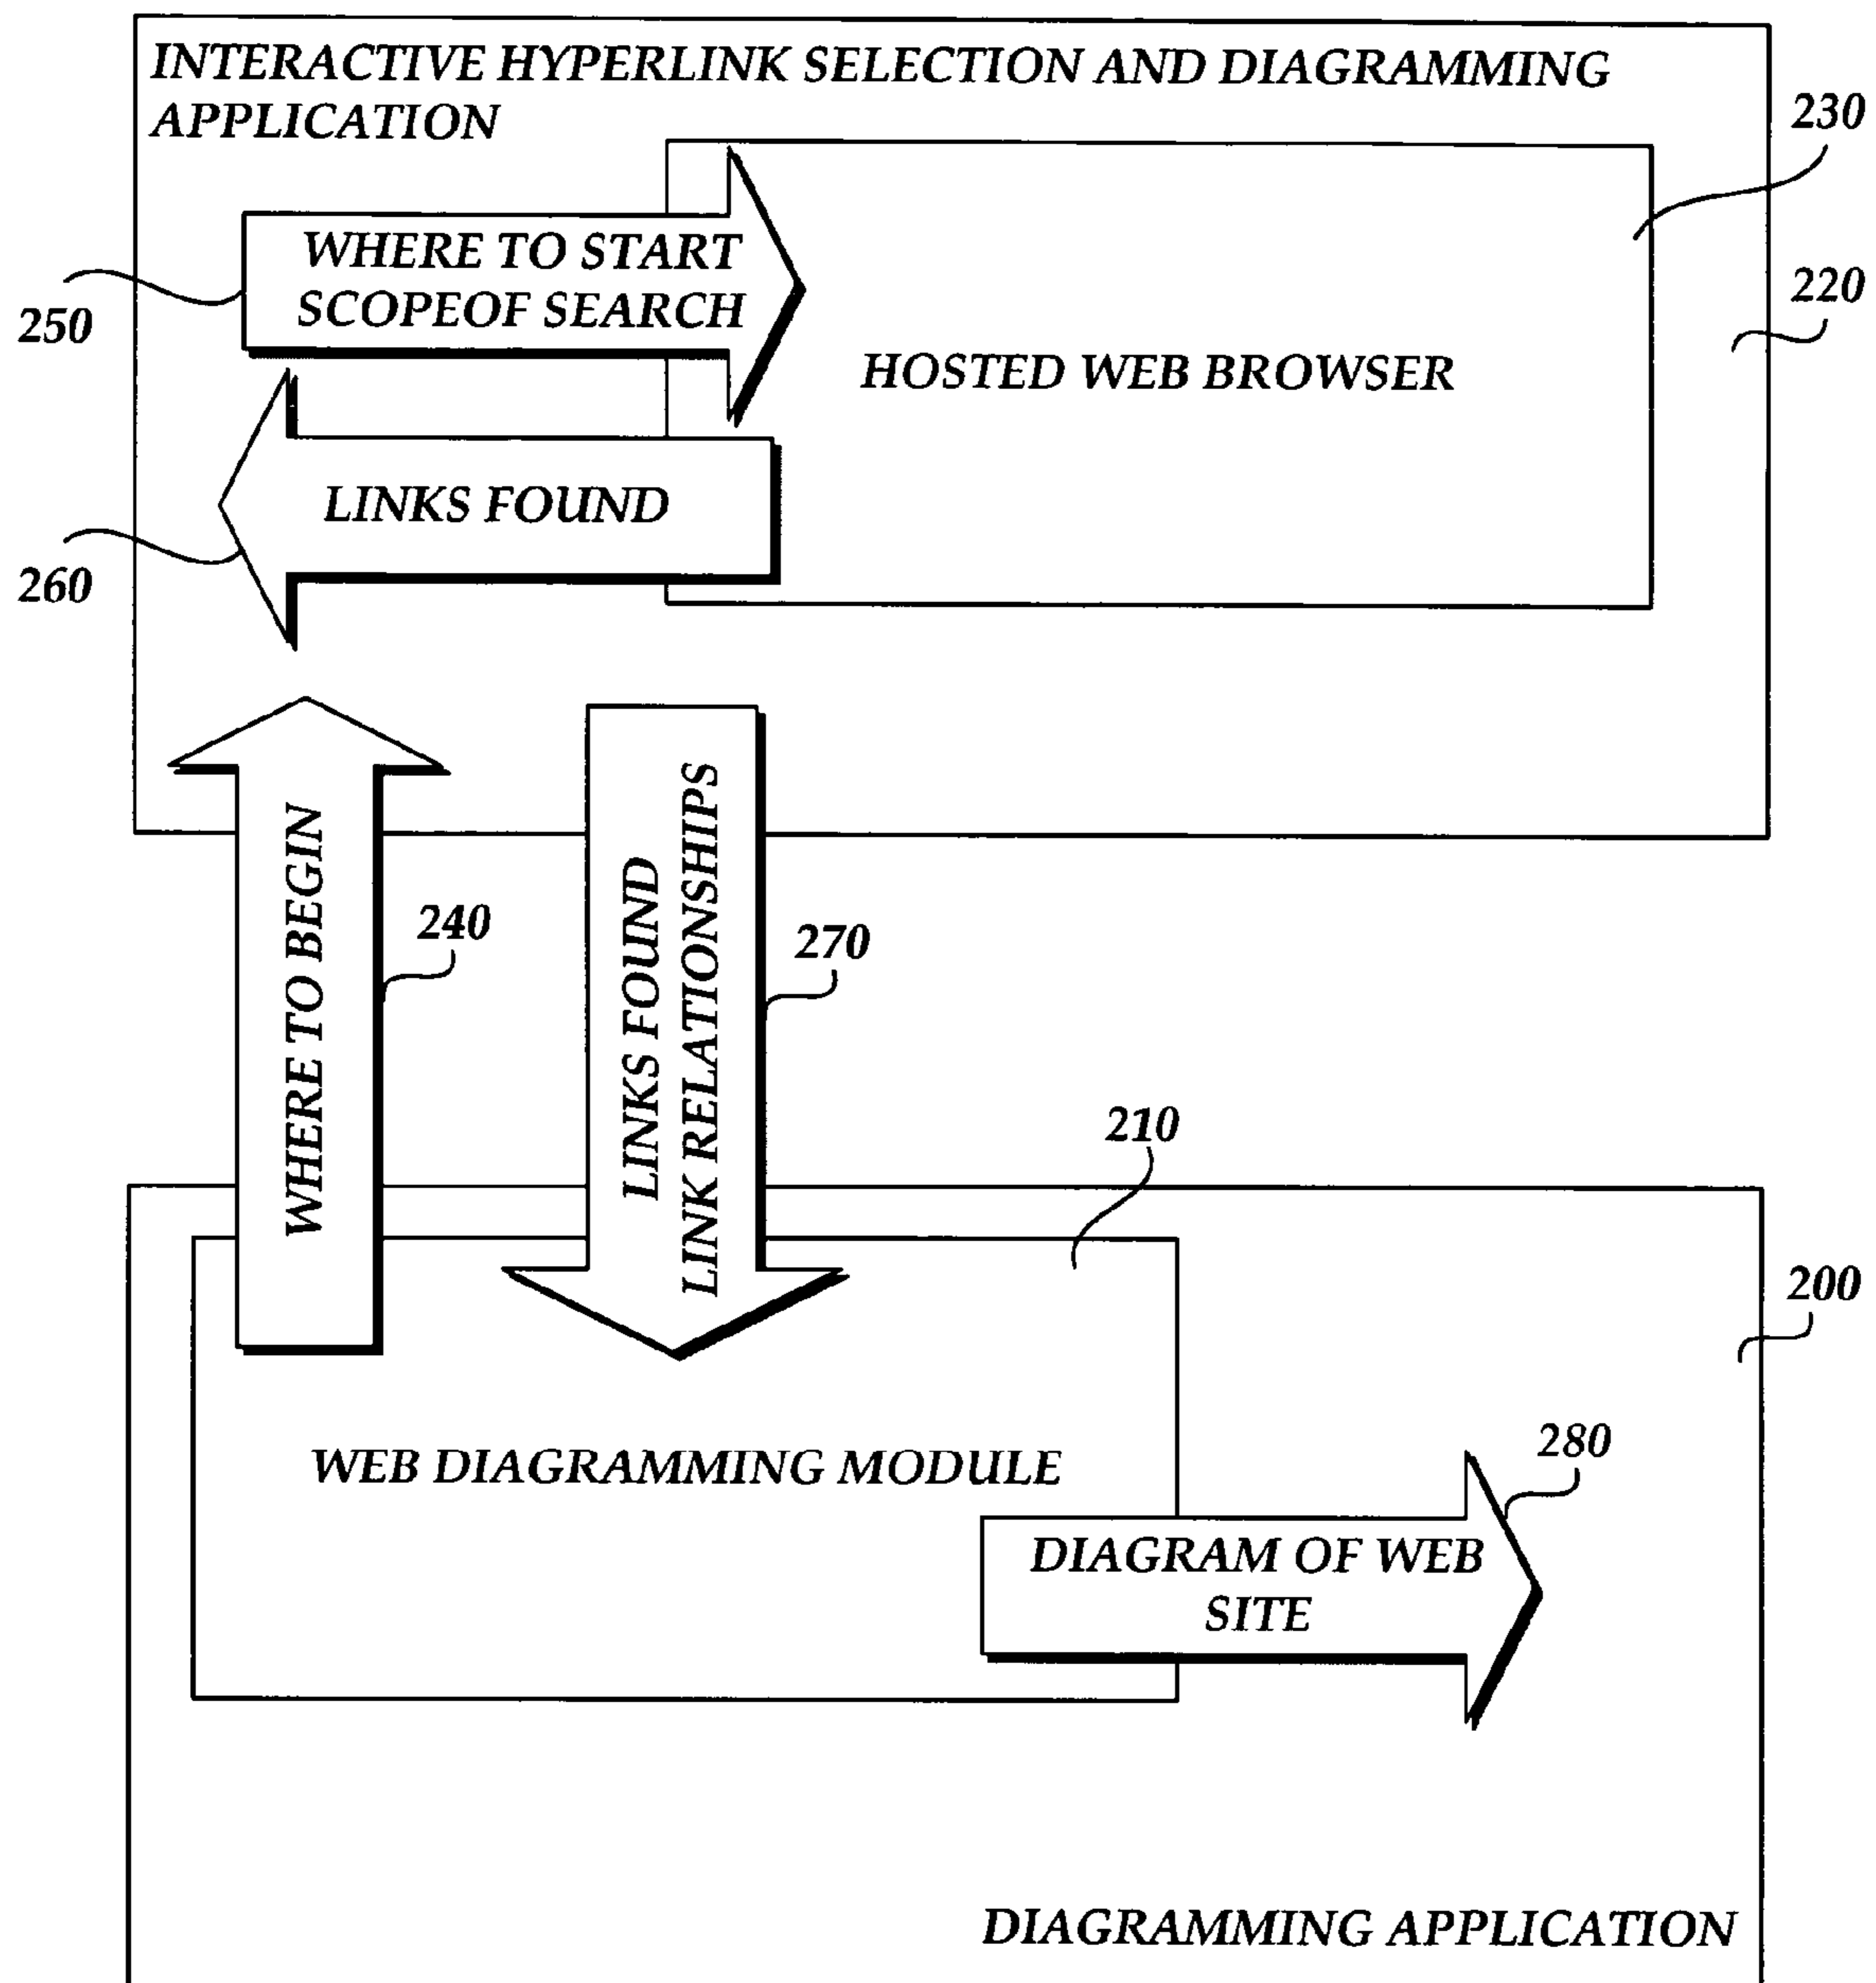 INTERACTIVE HYPERLINK SELECTION AND DIAGRAMMING
APPLICATION
230
WHERE TO START
SCOPEOF SEARCH
250
220
HOSTED WEB BROWSER
LINKS FOUND
260
WHERE TO BEGIN
240
LINKS FOUND
LINK RELATIONSHIPS
270
210
200
WEB DIAGRAMMING MODULE
280
DIAGRAM OF WEB
SITE
DIAGRAMMING APPLICATION